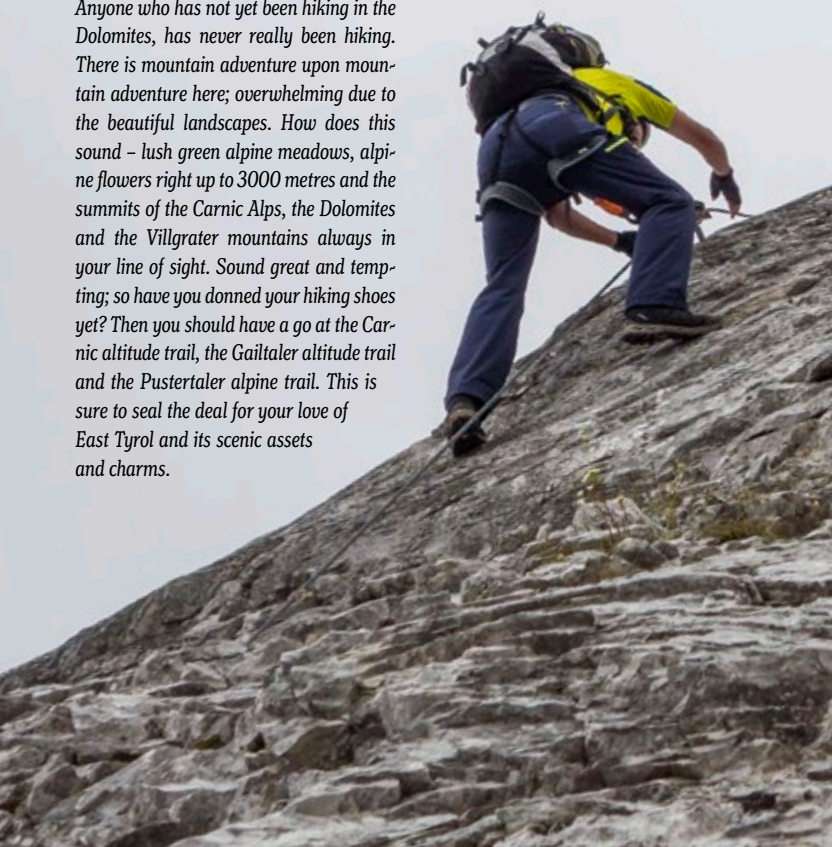 Anyone who has not yet been hiking in the
Dolomites, has never really been hiking.
There is mountain adventure upon moun-
tain adventure here; overwhelming due to
the beautiful landscapes. How does this
sound – lush green alpine meadows, alpi-
ne flowers right up to 3000 metres and the
summits of the Carnic Alps, the Dolomites
and the Villgrater mountains always in
your line of sight. Sound great and temp-
ting; so have you donned your hiking shoes
yet? Then you should have a go at the Car-
nic altitude trail, the Gailtaler altitude trail
and the Pustertaler alpine trail. This is
sure to seal the deal for your love of
East Tyrol and its scenic assets
and charms.